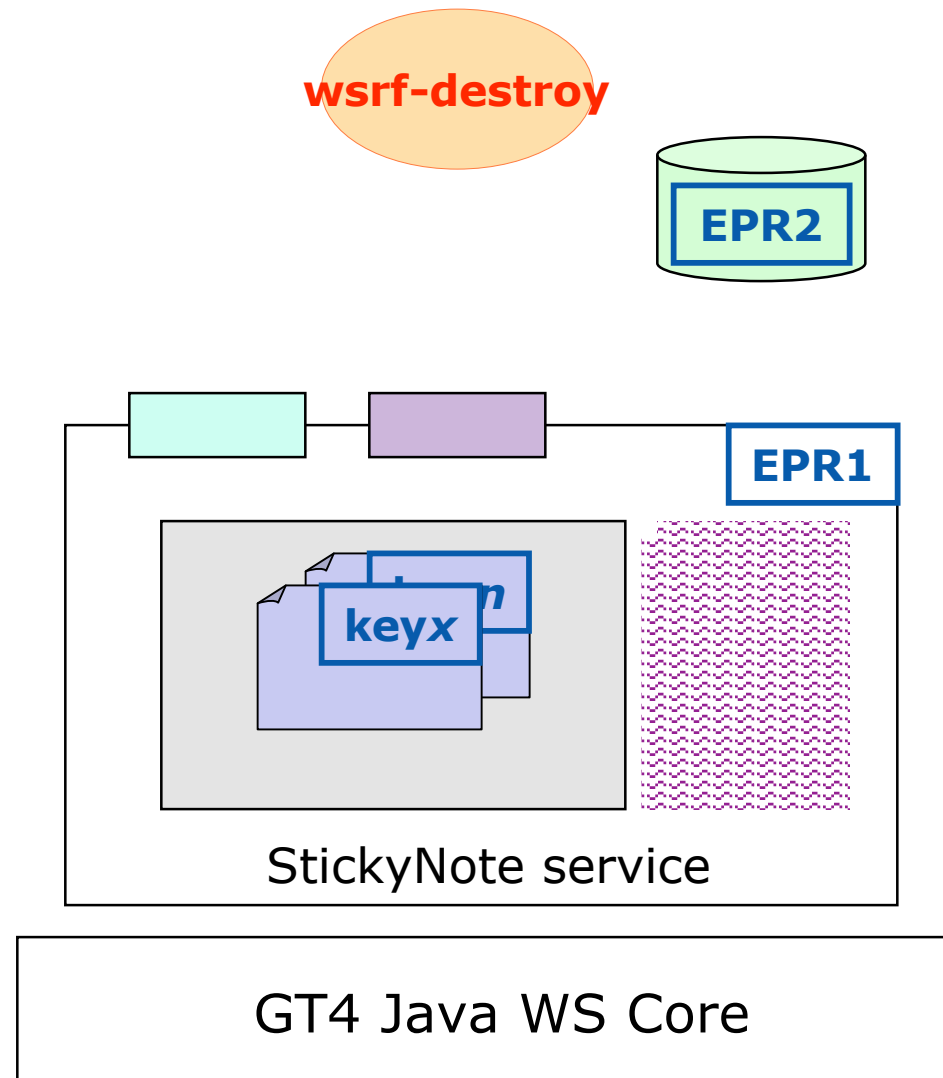 wsrf-destroy
EPR2
EPR1
keyx
StickyNote service
GT4 Java WS Core